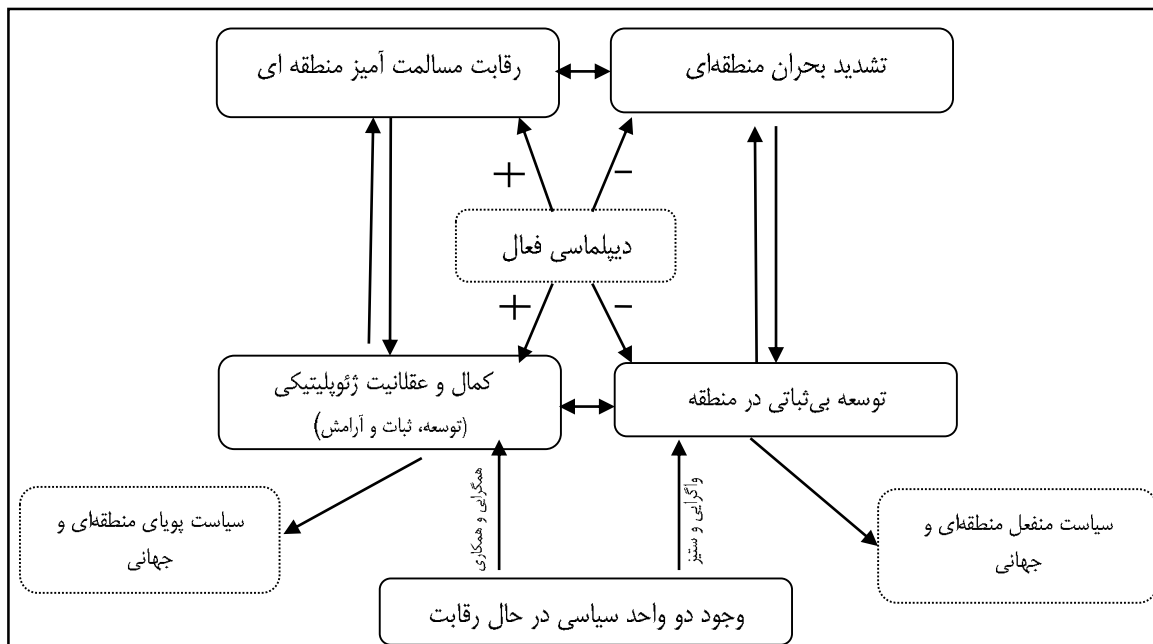 تشدید بحران منطقه‌ای
رقابت مسالمت آمیز منطقه ای
+
−
دیپلماسی فعال
+
−
توسعه بی‌ثباتی در منطقه
کمال و عقلانیت ژئوپلیتیکی
(توسعه، ثبات و آرامش)
واگرایی و ستیز
همگرایی و همکاری
سیاست منفعل منطقه‌ای و
جهانی
سیاست پویای منطقه‌ای و
جهانی
وجود دو واحد سیاسی در حال رقابت